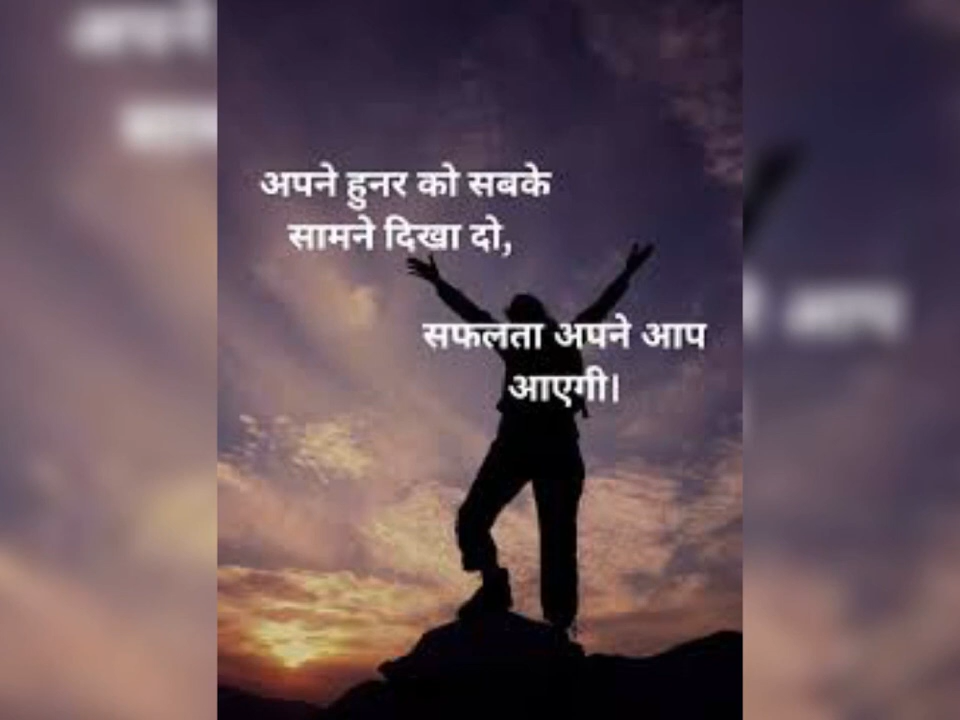 अपने हुनर को सबके
सामने दिखा दो,
सफलता अपने आप
आएगी।